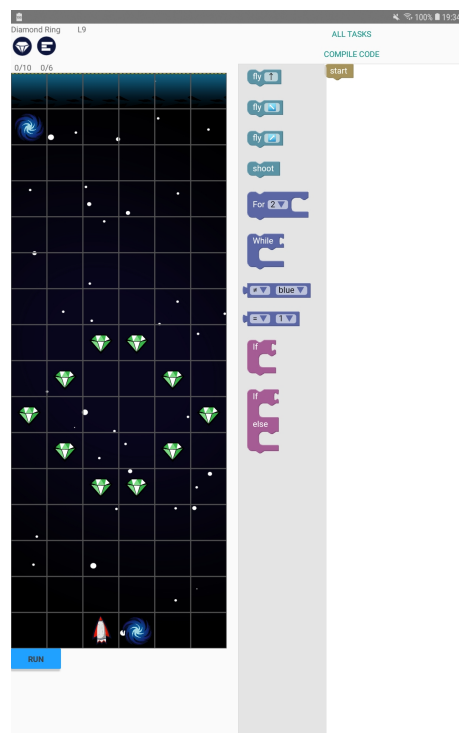 100% 19:34
Diamond Ring L9
ALL TASKS
COMPILE CODE
0/10 0/6
start
fly
fly
fly
shoot
For 2
While
≠ blue
= 1
If
If
else
RUN